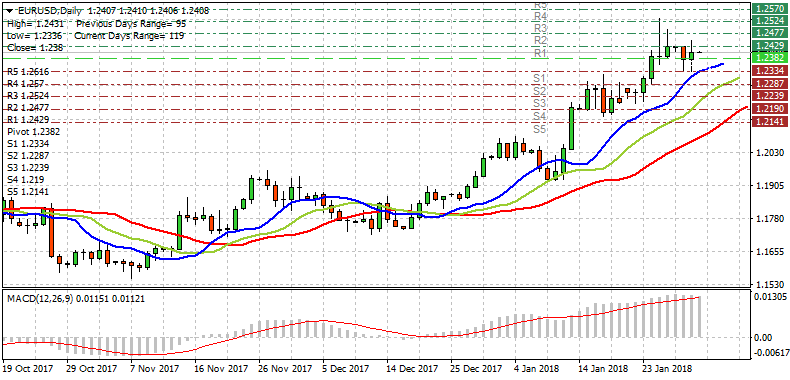 EURUSD,Daily 1.2407 1.2410 1.2406 1.2408
High= 1.2431 Previous Days Range= 95
Low= 1.2336 Current Days Range= 119
Close= 1.238
R5 1.2616
R4 1.257
R3 1.2524
R2 1.2477
R1 1.2429
Pivot 1.2382
S1 1.2334
S2 1.2287
S3 1.2239
S4 1.219
S5 1.2141
R5
R4
R3
R2
R1
S1
S2
S3
S4
S5
1.2570
1.2524
1.2477
1.2429
1.2382
1.2334
1.2287
1.2239
1.2190
1.2141
1.2030
1.1905
1.1780
1.1655
1.1530
MACD(12,26,9) 0.01151 0.01121
0.01305
0.00
-0.00617
19 Oct 2017 29 Oct 2017 7 Nov 2017 16 Nov 2017 26 Nov 2017 5 Dec 2017 14 Dec 2017 25 Dec 2017 4 Jan 2018 14 Jan 2018 23 Jan 2018